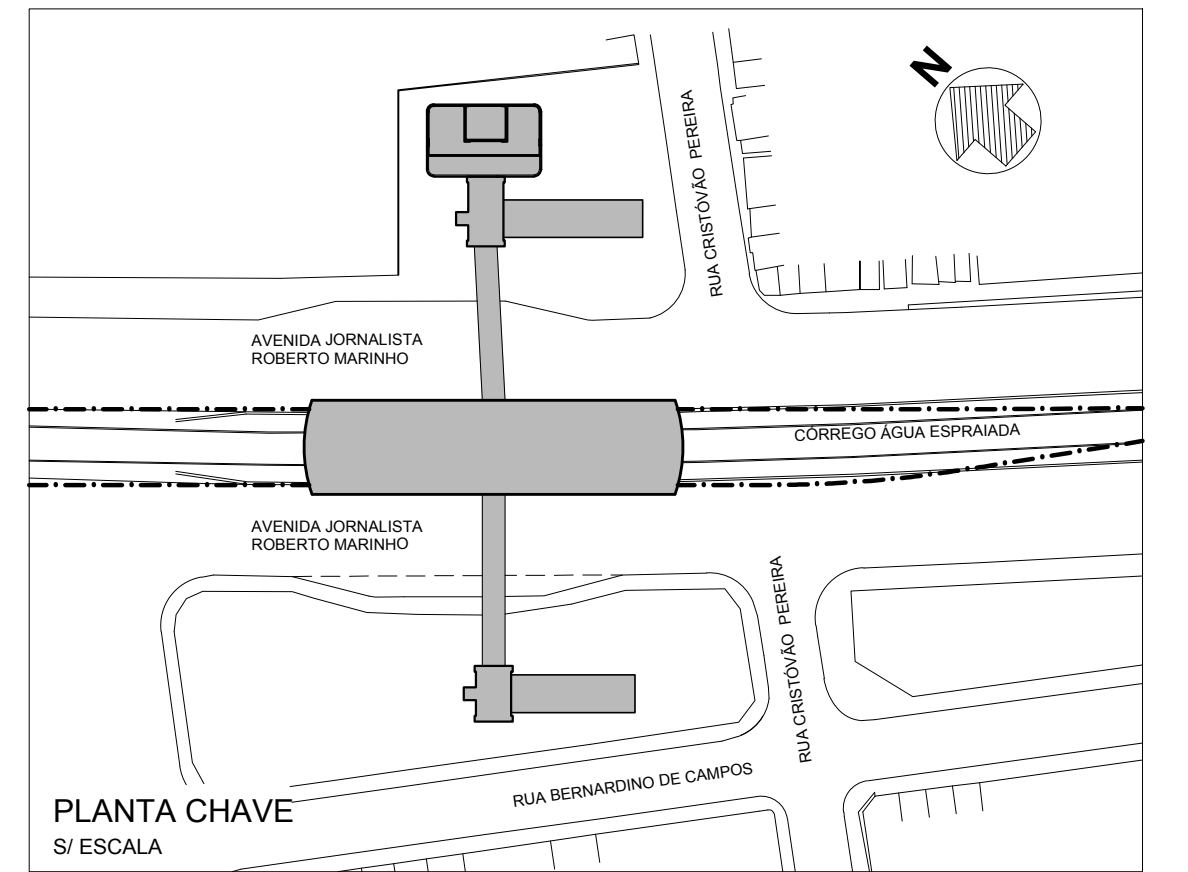 N
RUA CRISTÓVÃO PEREIRA
AVENIDA JORNALISTA
ROBERTO MARINHO
CÓRREGO ÁGUA ESPRAIADA
AVENIDA JORNALISTA
ROBERTO MARINHO
RUA CRISTÓVÃO PEREIRA
RUA BERNARDINO DE CAMPOS
PLANTA CHAVE
S/ ESCALA